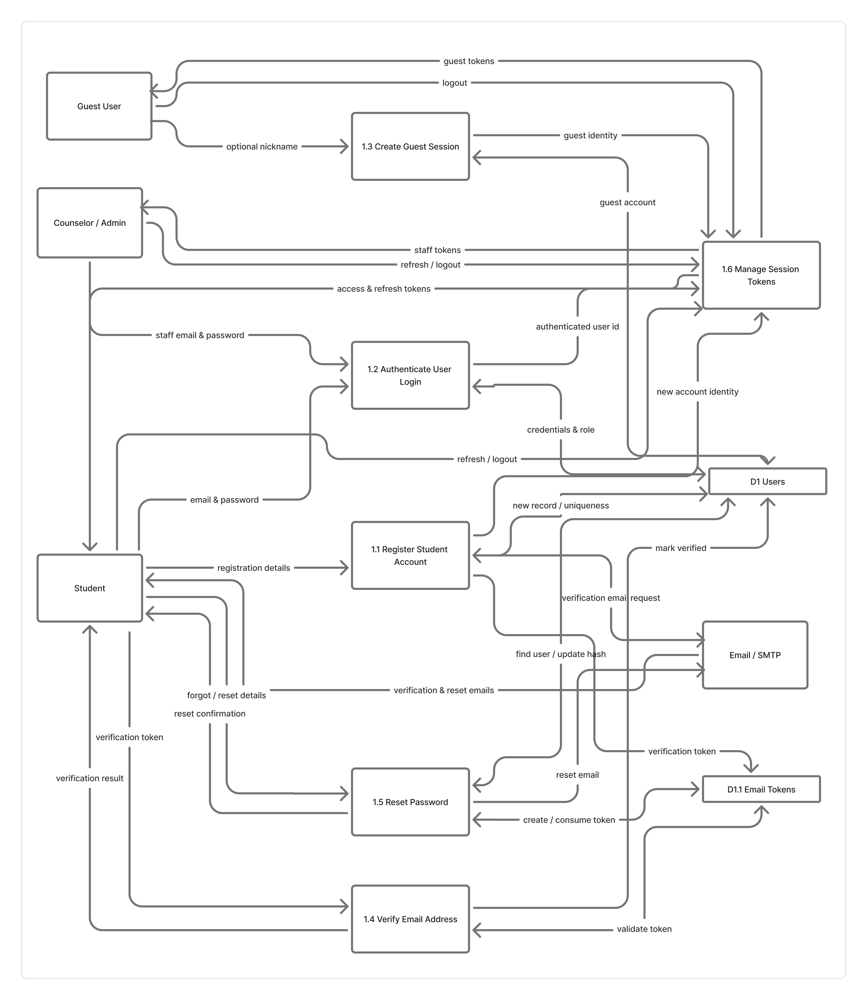 guest tokens
logout
Guest User
guest identity
1.3 Create Guest Session
optional nickname
guest account
Counselor / Admin
staff tokens
refresh / logout
1.6 Manage Session
Tokens
access & refresh tokens
authenticated user id
staff email & password
1.2 Authenticate User
Login
new account identity
credentials & role
refresh / logout
D1 Users
email & password
new record / uniqueness
mark verified
1.1 Register Student
Account
registration details
Student
verification email request
find user / update hash
Email / SMTP
verification & reset emails
forgot / reset details
reset confirmation
verification token
verification token
verification result
reset email
D1.1 Email Tokens
1.5 Reset Password
create / consume token
1.4 Verify Email Address
validate token